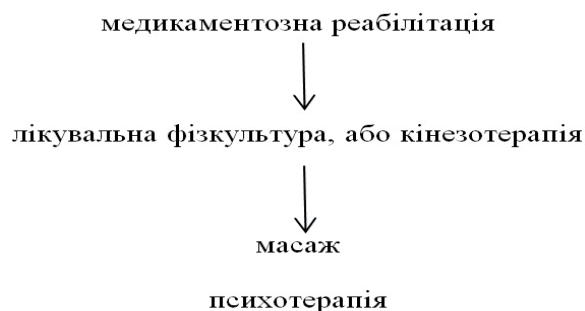 медикаментозна реабілітація
лікувальна фізкультура, або кінезотерапія
масаж
психотерапія